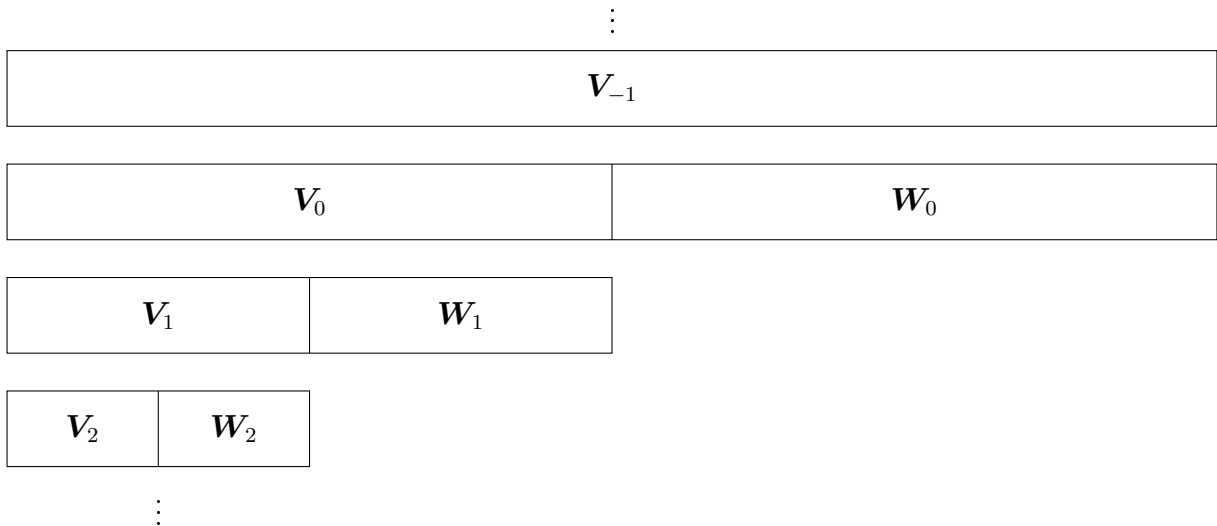 ⋮
V₋₁
V₀ W₀
V₁ W₁
V₂ W₂
⋮